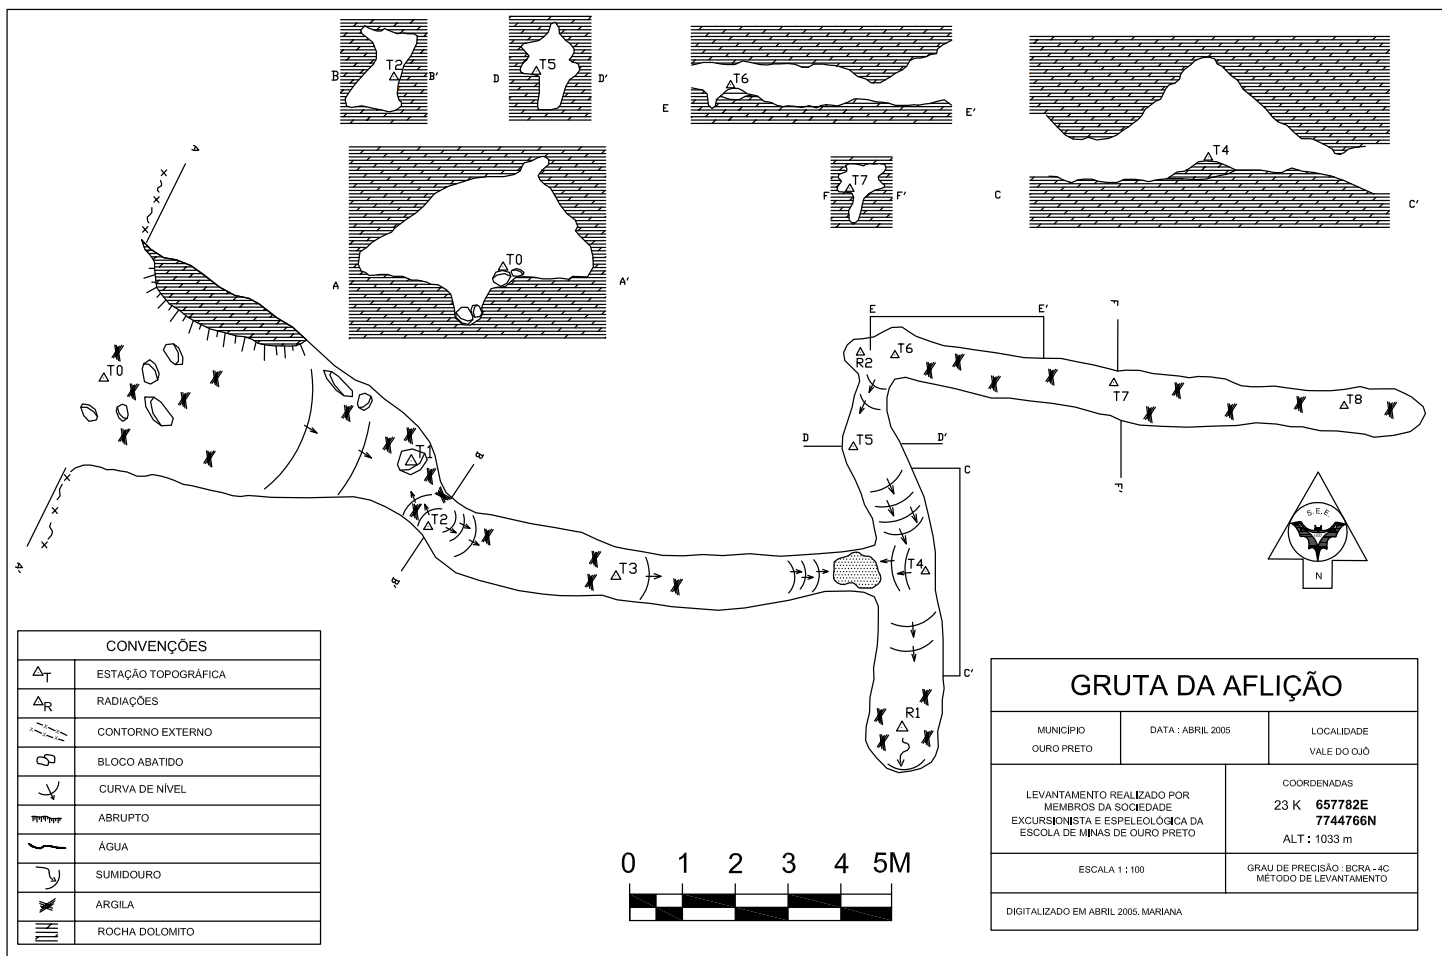 B
T2
B'
D
T5
D'
E
T6
E'
C
T4
C'
A
T0
A'
F
T7
F'
A
T0
T1
B
T2
B'
A'
T3
T4
R1
C
C'
D
T5
D'
R2
T6
E
E'
F
T7
F'
T8
S.E.E.
N
CONVENÇÕES
T ESTAÇÃO TOPOGRÁFICA
R RADIAÇÕES
CONTORNO EXTERNO
BLOCO ABATIDO
CURVA DE NÍVEL
ABRUPTO
ÁGUA
SUMIDOURO
ARGILA
ROCHA DOLOMITO
0 1 2 3 4 5M
GRUTA DA AFLIÇÃO
MUNICÍPIO
OURO PRETO
DATA : ABRIL 2005
LOCALIDADE
VALE DO OJÔ
LEVANTAMENTO REALIZADO POR
MEMBROS DA SOCIEDADE
EXCURSIONISTA E ESPELEOLÓGICA DA
ESCOLA DE MINAS DE OURO PRETO
COORDENADAS
23 K 657782E
7744766N
ALT : 1033 m
ESCALA 1 : 100
GRAU DE PRECISÃO : BCRA - 4C
MÉTODO DE LEVANTAMENTO
DIGITALIZADO EM ABRIL 2005. MARIANA